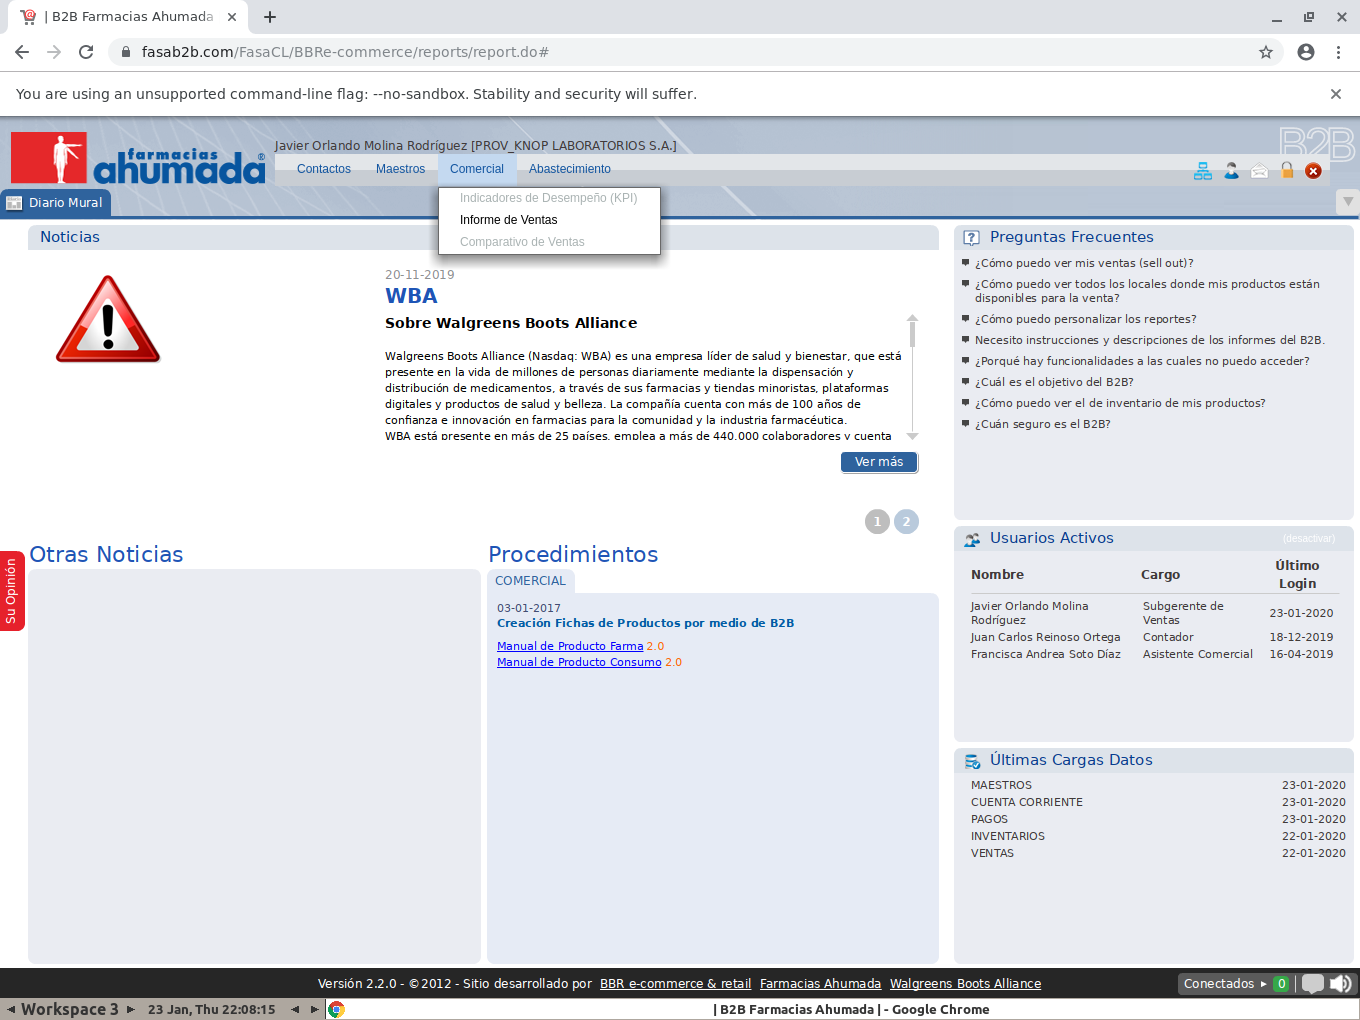 | B2B Farmacias Ahumada
fasab2b.com/FasaCL/BBRe-commerce/reports/report.do#
You are using an unsupported command-line flag: --no-sandbox. Stability and security will suffer.
farmacias
ahumada®
Javier Orlando Molina Rodríguez [PROV_KNOP LABORATORIOS S.A.]
B2B
Contactos Maestros Comercial Abastecimiento
Diario Mural
Indicadores de Desempeño (KPI)
Informe de Ventas
Comparativo de Ventas
Noticias
20-11-2019
WBA
Sobre Walgreens Boots Alliance
Walgreens Boots Alliance (Nasdaq: WBA) es una empresa líder de salud y bienestar, que está
presente en la vida de millones de personas diariamente mediante la dispensación y
distribución de medicamentos, a través de sus farmacias y tiendas minoristas, plataformas
digitales y productos de salud y belleza. La compañía cuenta con más de 100 años de
confianza e innovación en farmacias para la comunidad y la industria farmacéutica.
WBA está presente en más de 25 países, emplea a más de 440.000 colaboradores y cuenta
Ver más
1 2
Preguntas Frecuentes
¿Cómo puedo ver mis ventas (sell out)?
¿Cómo puedo ver todos los locales donde mis productos están
disponibles para la venta?
¿Cómo puedo personalizar los reportes?
Necesito instrucciones y descripciones de los informes del B2B.
¿Porqué hay funcionalidades a las cuales no puedo acceder?
¿Cuál es el objetivo del B2B?
¿Cómo puedo ver el de inventario de mis productos?
¿Cuán seguro es el B2B?
Su Opinión
Otras Noticias
Procedimientos
COMERCIAL
03-01-2017
Creación Fichas de Productos por medio de B2B
Manual de Producto Farma 2.0
Manual de Producto Consumo 2.0
Usuarios Activos (desactivar)
Nombre Cargo Último
Login
Javier Orlando Molina
Rodríguez Subgerente de
Ventas 23-01-2020
Juan Carlos Reinoso Ortega Contador 18-12-2019
Francisca Andrea Soto Díaz Asistente Comercial 16-04-2019
Últimas Cargas Datos
MAESTROS 23-01-2020
CUENTA CORRIENTE 23-01-2020
PAGOS 23-01-2020
INVENTARIOS 22-01-2020
VENTAS 22-01-2020
Versión 2.2.0 - ©2012 - Sitio desarrollado por BBR e-commerce & retail Farmacias Ahumada Walgreens Boots Alliance
Conectados 0
Workspace 3 23 Jan, Thu 22:08:15 | B2B Farmacias Ahumada | - Google Chrome